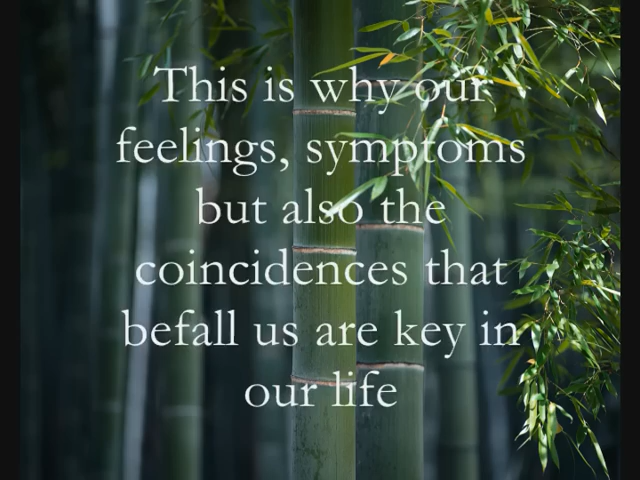 This is why our
feelings, symptoms
but also the
coincidences that
befall us are key in
our life